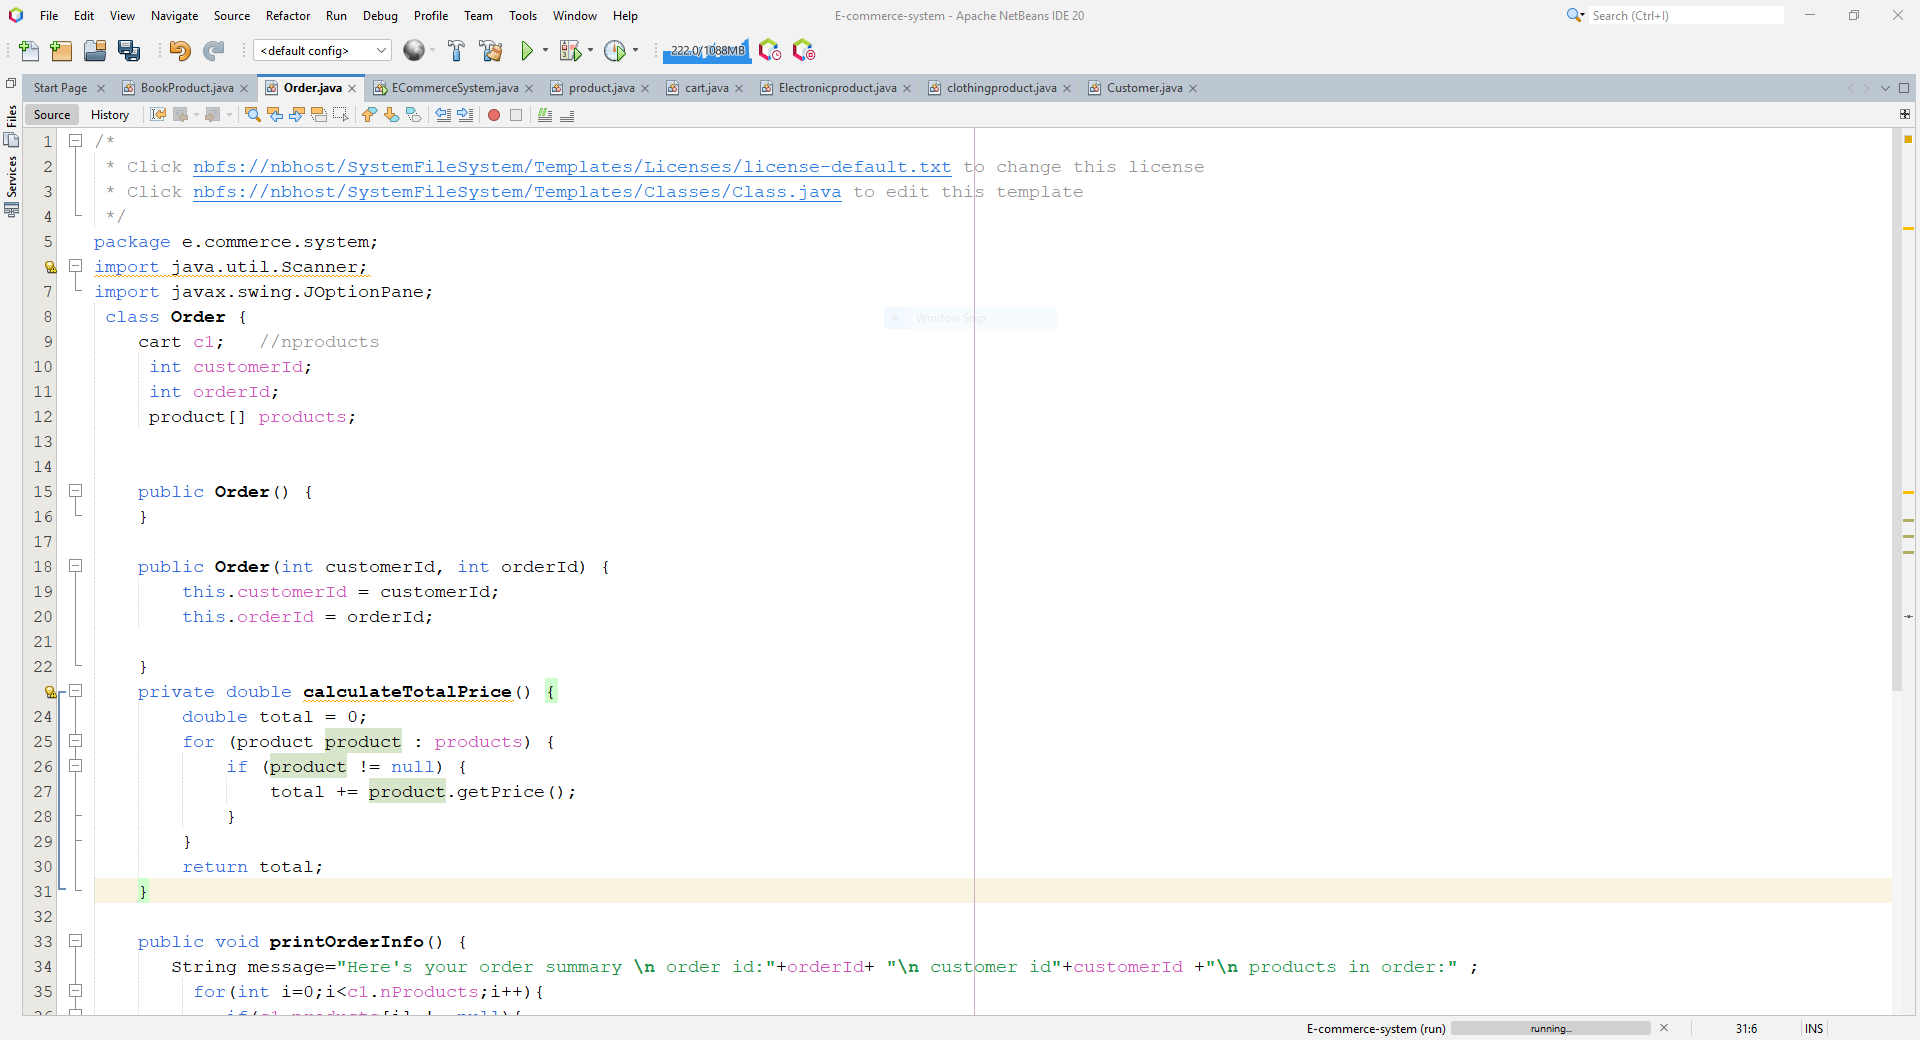 File Edit View Navigate Source Refactor Run Debug Profile Team Tools Window Help
E-commerce-system - Apache NetBeans IDE 20
Search (Ctrl+I)
<default config>
222.0/1088MB
Start Page
BookProduct.java
Order.java
ECommerceSystem.java
product.java
cart.java
Electronicproduct.java
clothingproduct.java
Customer.java
Source History
Files
Services
1 /*
2 * Click nbfs://nbhost/SystemFileSystem/Templates/Licenses/license-default.txt to change this license
3 * Click nbfs://nbhost/SystemFileSystem/Templates/Classes/Class.java to edit this template
4 */
5 package e.commerce.system;
import java.util.Scanner;
7 import javax.swing.JOptionPane;
8 class Order {
Window Snip
9 cart c1; //nproducts
10 int customerId;
11 int orderId;
12 product[] products;
13
14
15 public Order() {
16 }
17
18 public Order(int customerId, int orderId) {
19 this.customerId = customerId;
20 this.orderId = orderId;
21
22 }
private double calculateTotalPrice() {
24 double total = 0;
25 for (product product : products) {
26 if (product != null) {
27 total += product.getPrice();
28 }
29 }
30 return total;
31 }
32
33 public void printOrderInfo() {
34 String message="Here's your order summary \n order id:"+orderId+ "\n customer id"+customerId +"\n products in order:" ;
35 for(int i=0;i<c1.nProducts;i++){
E-commerce-system (run)
running...
31:6
INS